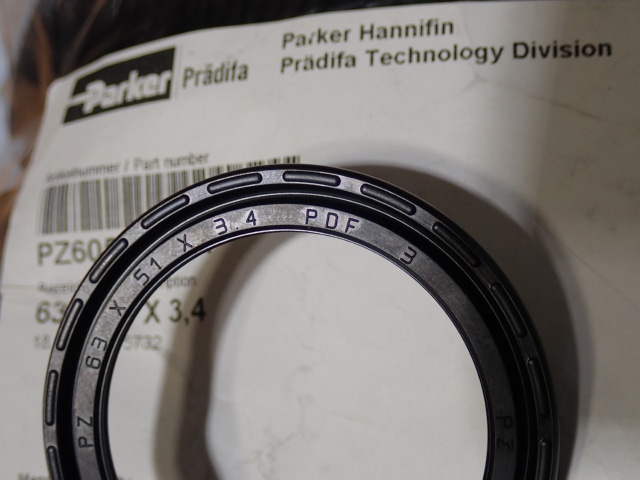 Parker Hannifin
Prädifa Technology Division
Parker Prädifa
/ Part number
PZ60
63 X 3,4
5732
PZ 63 X 51 X 3.4 PDF 3
PZ